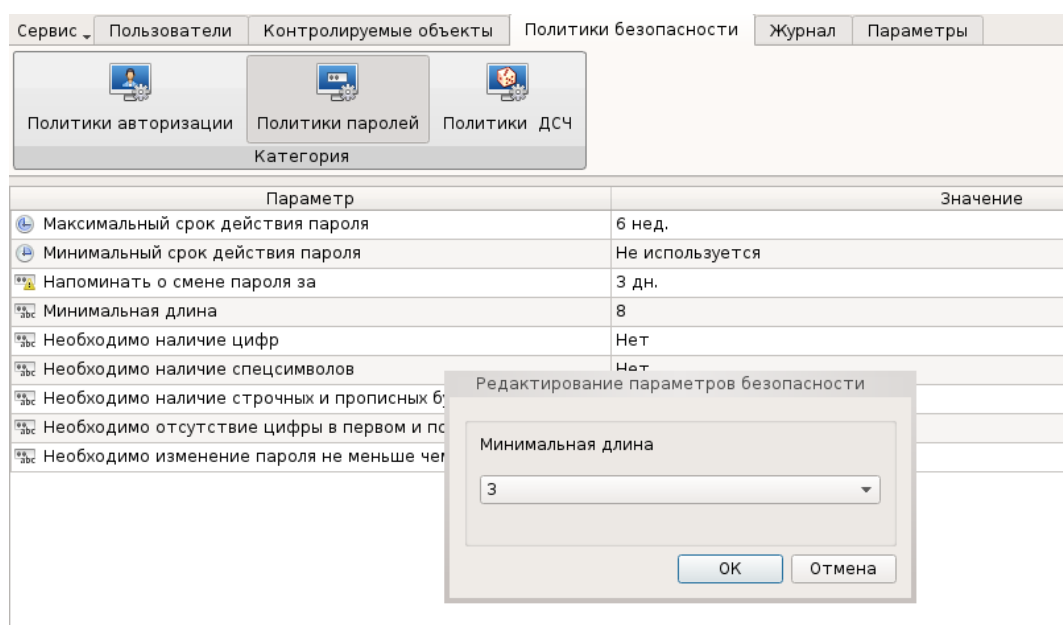 Сервис Пользователи Контролируемые объекты Политики безопасности Журнал Параметры
Политики авторизации Политики паролей Политики ДСЧ
Категория
Параметр Значение
Максимальный срок действия пароля 6 нед.
Минимальный срок действия пароля Не используется
Напоминать о смене пароля за 3 дн.
Минимальная длина 8
Необходимо наличие цифр Нет
Необходимо наличие спецсимволов Нет
Редактирование параметров безопасности
Необходимо наличие строчных и прописных
Необходимо отсутствие цифры в первом и
Минимальная длина
Необходимо изменение пароля не меньше
3
OK Отмена